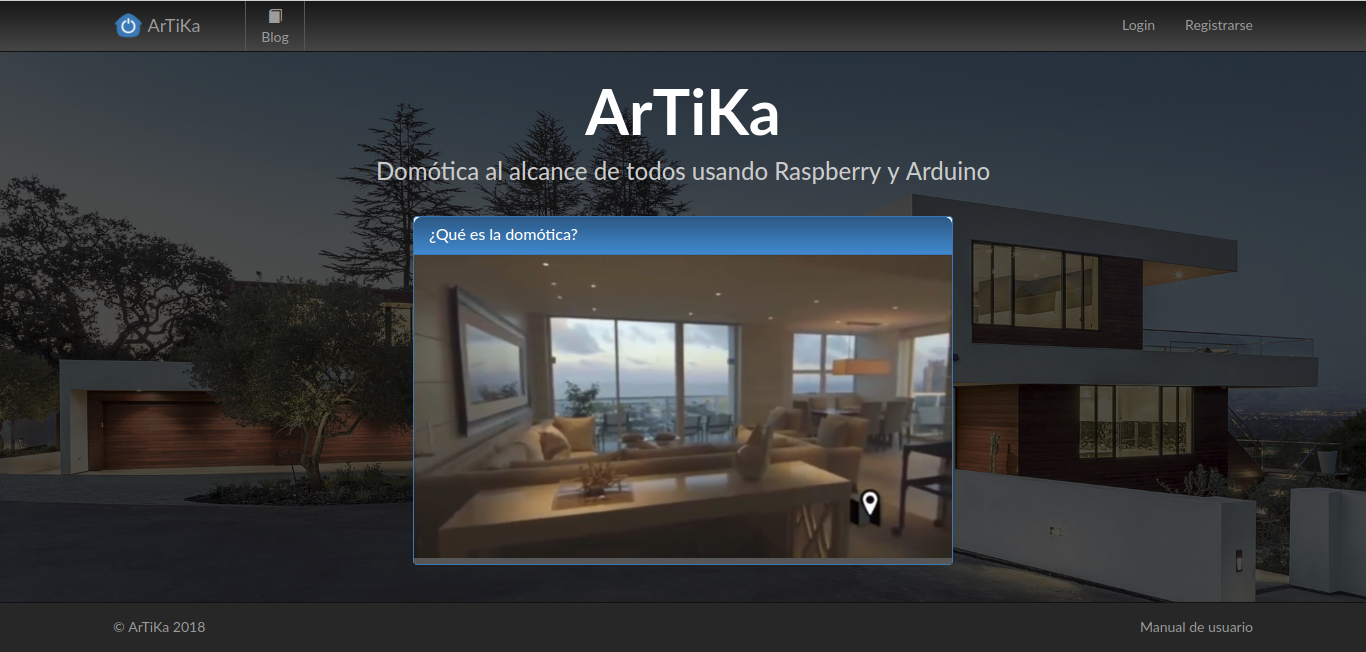 ArTiKa
Blog
Login
Registrarse
ArTiKa
Domótica al alcance de todos usando Raspberry y Arduino
¿Qué es la domótica?
© ArTiKa 2018
Manual de usuario